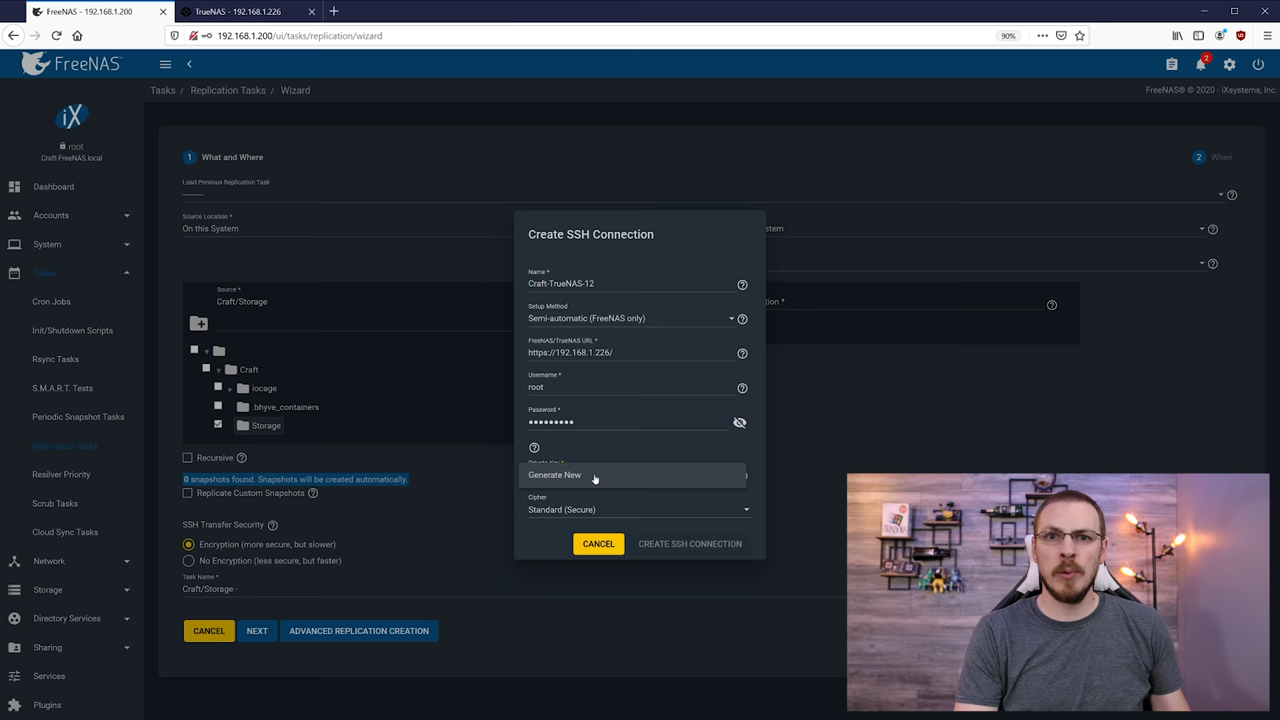 FreeNAS - 192.168.1.200
TrueNAS - 192.168.1.226
192.168.1.200/ui/tasks/replication/wizard
90%
FreeNAS
2
Tasks / Replication Tasks / Wizard
FreeNAS® © 2020 - iXsystems, Inc.
iX
root
Craft-FreeNAS.local
Dashboard
Accounts
System
Tasks
Cron Jobs
Init/Shutdown Scripts
Rsync Tasks
S.M.A.R.T. Tests
Periodic Snapshot Tasks
Replication Tasks
Resilver Priority
Scrub Tasks
Cloud Sync Tasks
Network
Storage
Directory Services
Sharing
Services
Plugins
1 What and Where
2 When
Load Previous Replication Task
Source Location *
On this System
stem
Source *
Craft/Storage
Craft
iocage
.bhyve_containers
Storage
Recursive
0 snapshots found. Snapshots will be created automatically.
Replicate Custom Snapshots
SSH Transfer Security
Encryption (more secure, but slower)
No Encryption (less secure, but faster)
Task Name *
Craft/Storage -
CANCEL
NEXT
ADVANCED REPLICATION CREATION
Create SSH Connection
Name *
Craft-TrueNAS-12
Setup Method
Semi-automatic (FreeNAS only)
FreeNAS/TrueNAS URL *
https://192.168.1.226/
Username *
root
Password *
•••••••••
Generate New
Cipher
Standard (Secure)
CANCEL
CREATE SSH CONNECTION